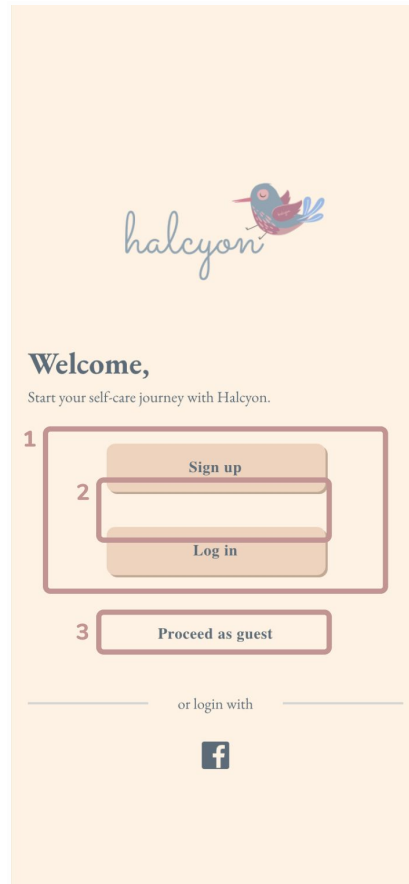 halcyon
Welcome,
Start your self-care journey with Halcyon.
1
Sign up
2
Log in
3
Proceed as guest
or login with
f